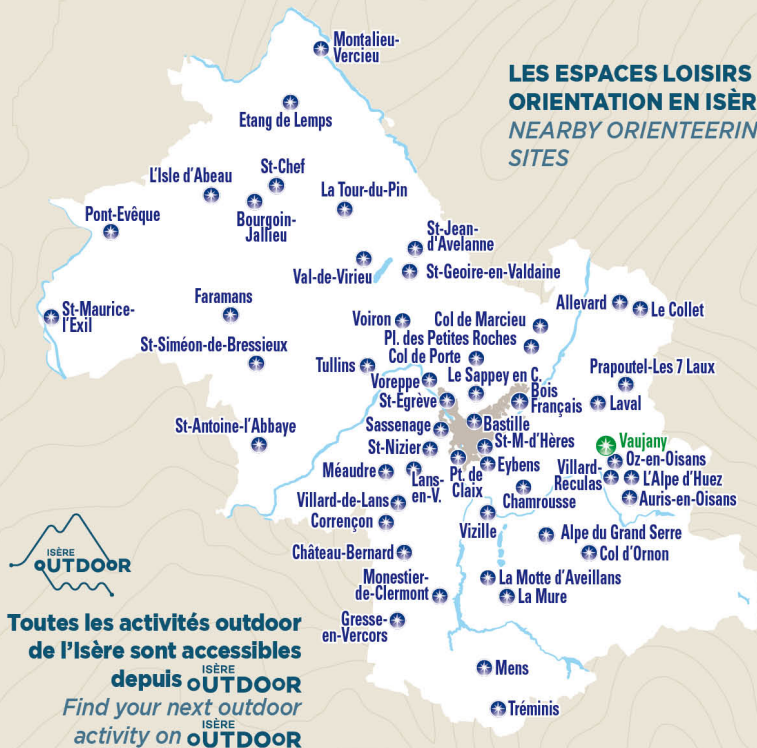 Montalieu-
Vercieu
LES ESPACES LOISIRS
ORIENTATION EN ISÈR
NEARBY ORIENTEERIN
SITES
Etang de Lemps
St-Chef
L'Isle d'Abeau
La Tour-du-Pin
Bourgoin-
Jallieu
Pont-Evêque
St-Jean-
d'Avelanne
Val-de-Virieu
St-Geoire-en-Valdaine
St-Maurice-
l'Exil
Faramans
Allevard
Le Collet
Voiron
Col de Marcieu
St-Siméon-de-Bressieux
Pl. des Petites Roches
Col de Porte
Tullins
Prapoutel-Les 7 Laux
Voreppe
Le Sappey en C.
St-Egrève
Bois
Français
Laval
St-Antoine-l'Abbaye
Sassenage
Bastille
St-M-d'Hères
Vaujany
St-Nizier
Oz-en-Oisans
Méaudre
Lans-
en-V.
Pt. de
Claix
Eybens
Villard-
Reculas
L'Alpe d'Huez
Chamrousse
Auris-en-Oisans
Villard-de-Lans
Corrençon
Vizille
Alpe du Grand Serre
Château-Bernard
Col d'Ornon
Monestier-
de-Clermont
La Motte d'Aveillans
La Mure
Gresse-
en-Vercors
Mens
Tréminis
ISÈRE
OUTDOOR
Toutes les activités outdoor
de l'Isère sont accessibles
depuis ISÈRE OUTDOOR
Find your next outdoor
activity on ISÈRE OUTDOOR